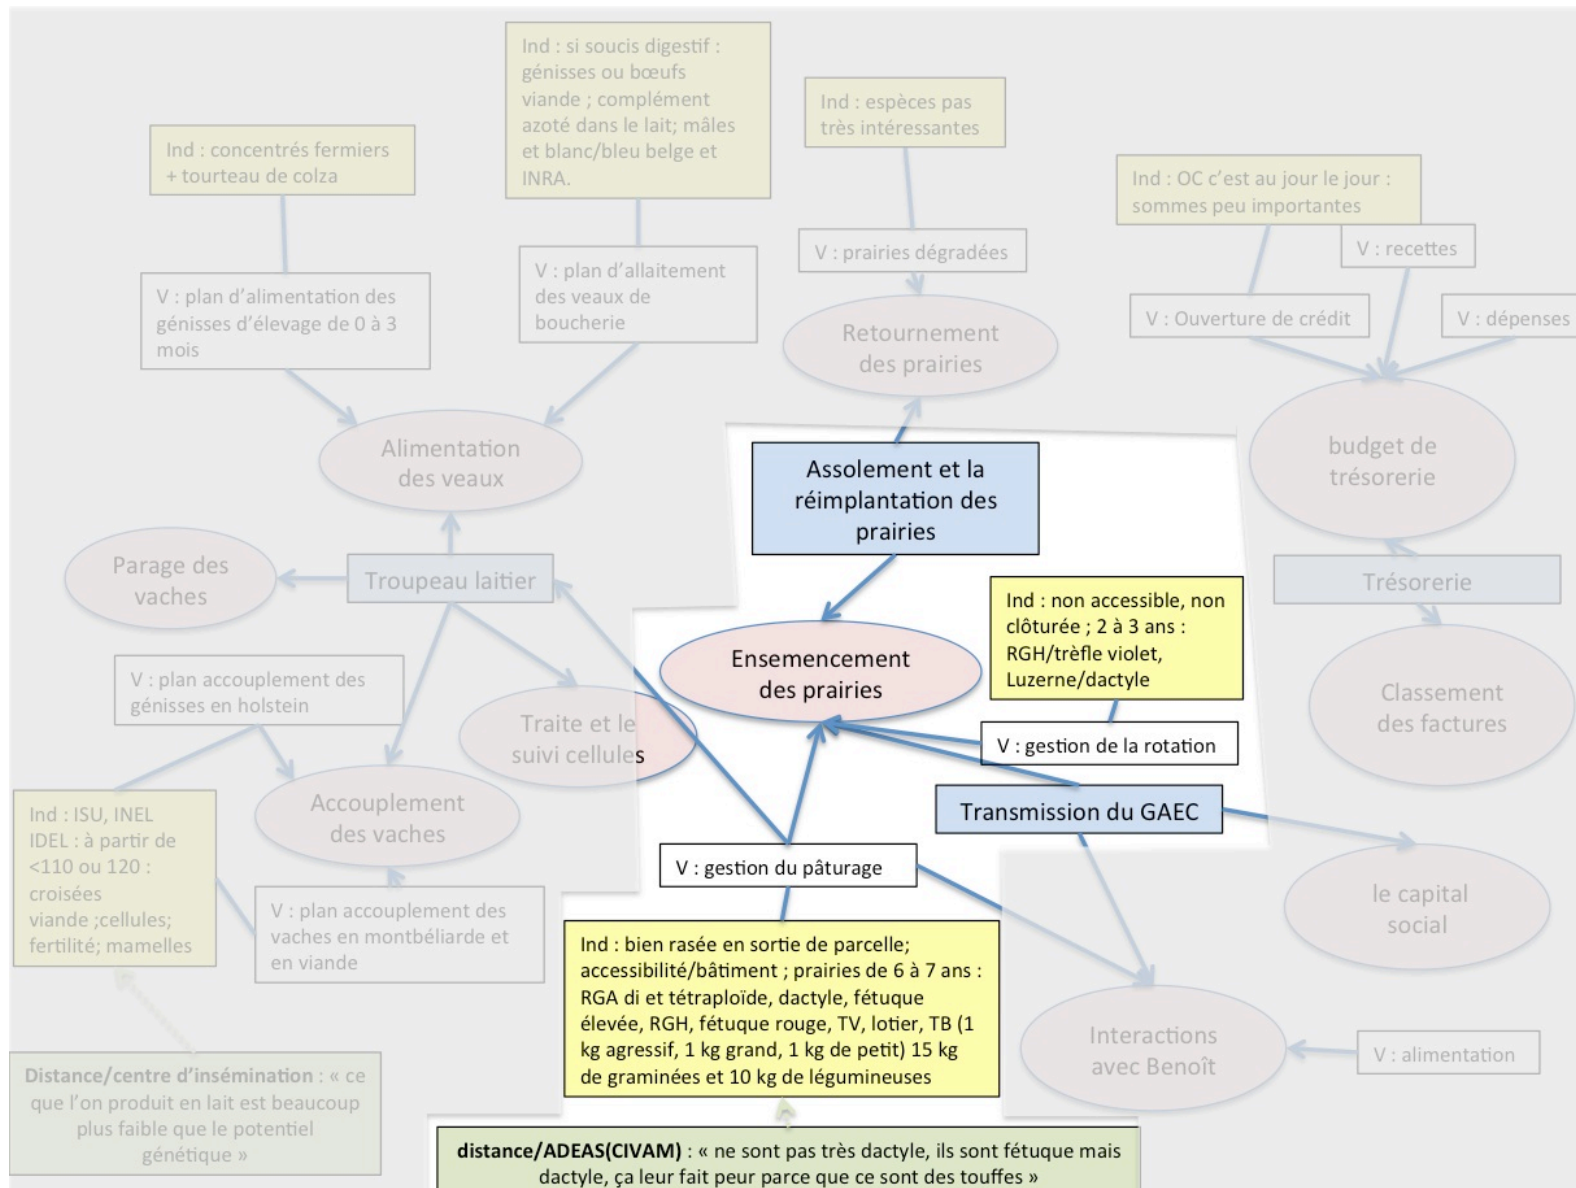 Ind : si soucis digestif :
génisses ou bœufs
viande ; complément
azoté dans le lait; mâles
et blanc/bleu belge et
INRA.
Ind : espèces pas
très intéressantes
Ind : concentrés fermiers
+ tourteau de colza
Ind : OC c'est au jour le jour :
sommes peu importantes
V : recettes
V : prairies dégradées
V : plan d'alimentation des
génisses d'élevage de 0 à 3
mois
V : plan d'allaitement
des veaux de
boucherie
V : Ouverture de crédit
V : dépenses
Retournement
des prairies
Alimentation
des veaux
budget de
trésorerie
Assolement et la
réimplantation des
prairies
Parage des
vaches
Troupeau laitier
Trésorerie
Ind : non accessible, non
clôturée ; 2 à 3 ans :
RGH/trèfle violet,
Luzerne/dactyle
Ensemencement
des prairies
V : plan accouplement des
génisses en holstein
Traite et le
suivi cellules
Classement
des factures
V : gestion de la rotation
Ind : ISU, INEL
IDEL : à partir de
<110 ou 120 :
croisées
viande ;cellules;
fertilité; mamelles
Accouplement
des vaches
Transmission du GAEC
V : gestion du pâturage
le capital
social
V : plan accouplement des
vaches en montbéliarde et
en viande
Ind : bien rasée en sortie de parcelle;
accessibilité/bâtiment ; prairies de 6 à 7 ans :
RGA di et tétraploïde, dactyle, fétuque
élevée, RGH, fétuque rouge, TV, lotier, TB (1
kg agressif, 1 kg grand, 1 kg de petit) 15 kg
de graminées et 10 kg de légumineuses
Interactions
avec Benoît
V : alimentation
Distance/centre d'insémination : « ce
que l'on produit en lait est beaucoup
plus faible que le potentiel
génétique »
distance/ADEAS(CIVAM) : « ne sont pas très dactyle, ils sont fétuque mais
dactyle, ça leur fait peur parce que ce sont des touffes »